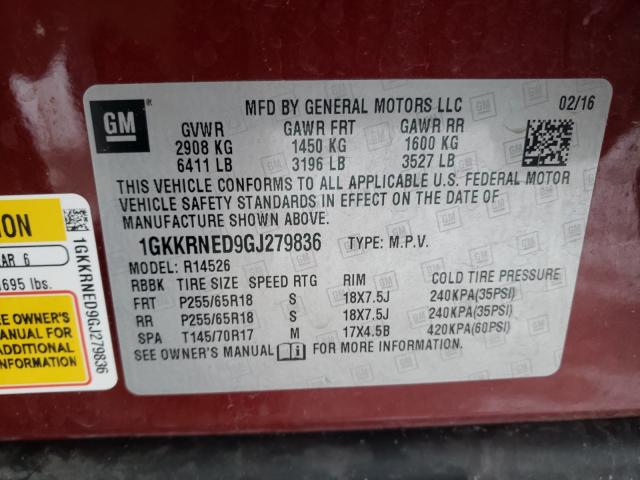 MFD BY GENERAL MOTORS LLC 02/16
GM
GVWR GAWR FRT GAWR RR
2908 KG 1450 KG 1600 KG
6411 LB 3196 LB 3527 LB
THIS VEHICLE CONFORMS TO ALL APPLICABLE U.S. FEDERAL MOTOR
VEHICLE SAFETY STANDARDS IN EFFECT ON THE DATE OF
MANUFACTURE SHOWN ABOVE.
1GKKRNED9GJ279836 TYPE: M.P.V.
MODEL: R14526
RBBK TIRE SIZE SPEED RTG RIM COLD TIRE PRESSURE
FRT P255/65R18 S 18X7.5J 240KPA(35PSI)
RR P255/65R18 S 18X7.5J 240KPA(35PSI)
SPA T145/70R17 M 17X4.5B 420KPA(60PSI)
SEE OWNER'S MANUAL i FOR MORE INFORMATION.
AR 6
695 lbs.
OWNER'S
MANUAL FOR
ADDITIONAL
INFORMATION
1GKKRNED9GJ279836